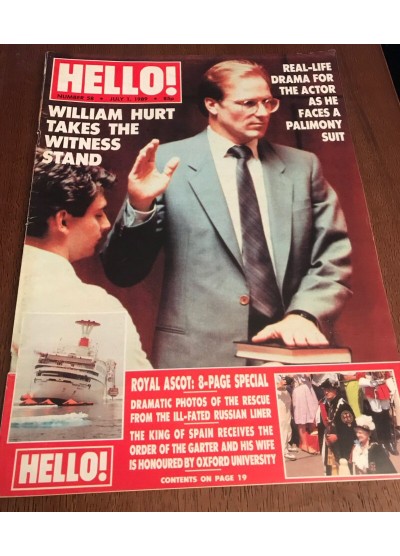 HELLO!
NUMBER 58 • JULY 1, 1989 • 85p
WILLIAM HURT
TAKES THE
WITNESS
STAND
REAL-LIFE
DRAMA FOR
THE ACTOR
AS HE
FACES A
PALIMONY
SUIT
ROYAL ASCOT: 8-PAGE SPECIAL
DRAMATIC PHOTOS OF THE RESCUE
FROM THE ILL-FATED RUSSIAN LINER
THE KING OF SPAIN RECEIVES THE
ORDER OF THE GARTER AND HIS WIFE
IS HONOURED BY OXFORD UNIVERSITY
CONTENTS ON PAGE 19
HELLO!